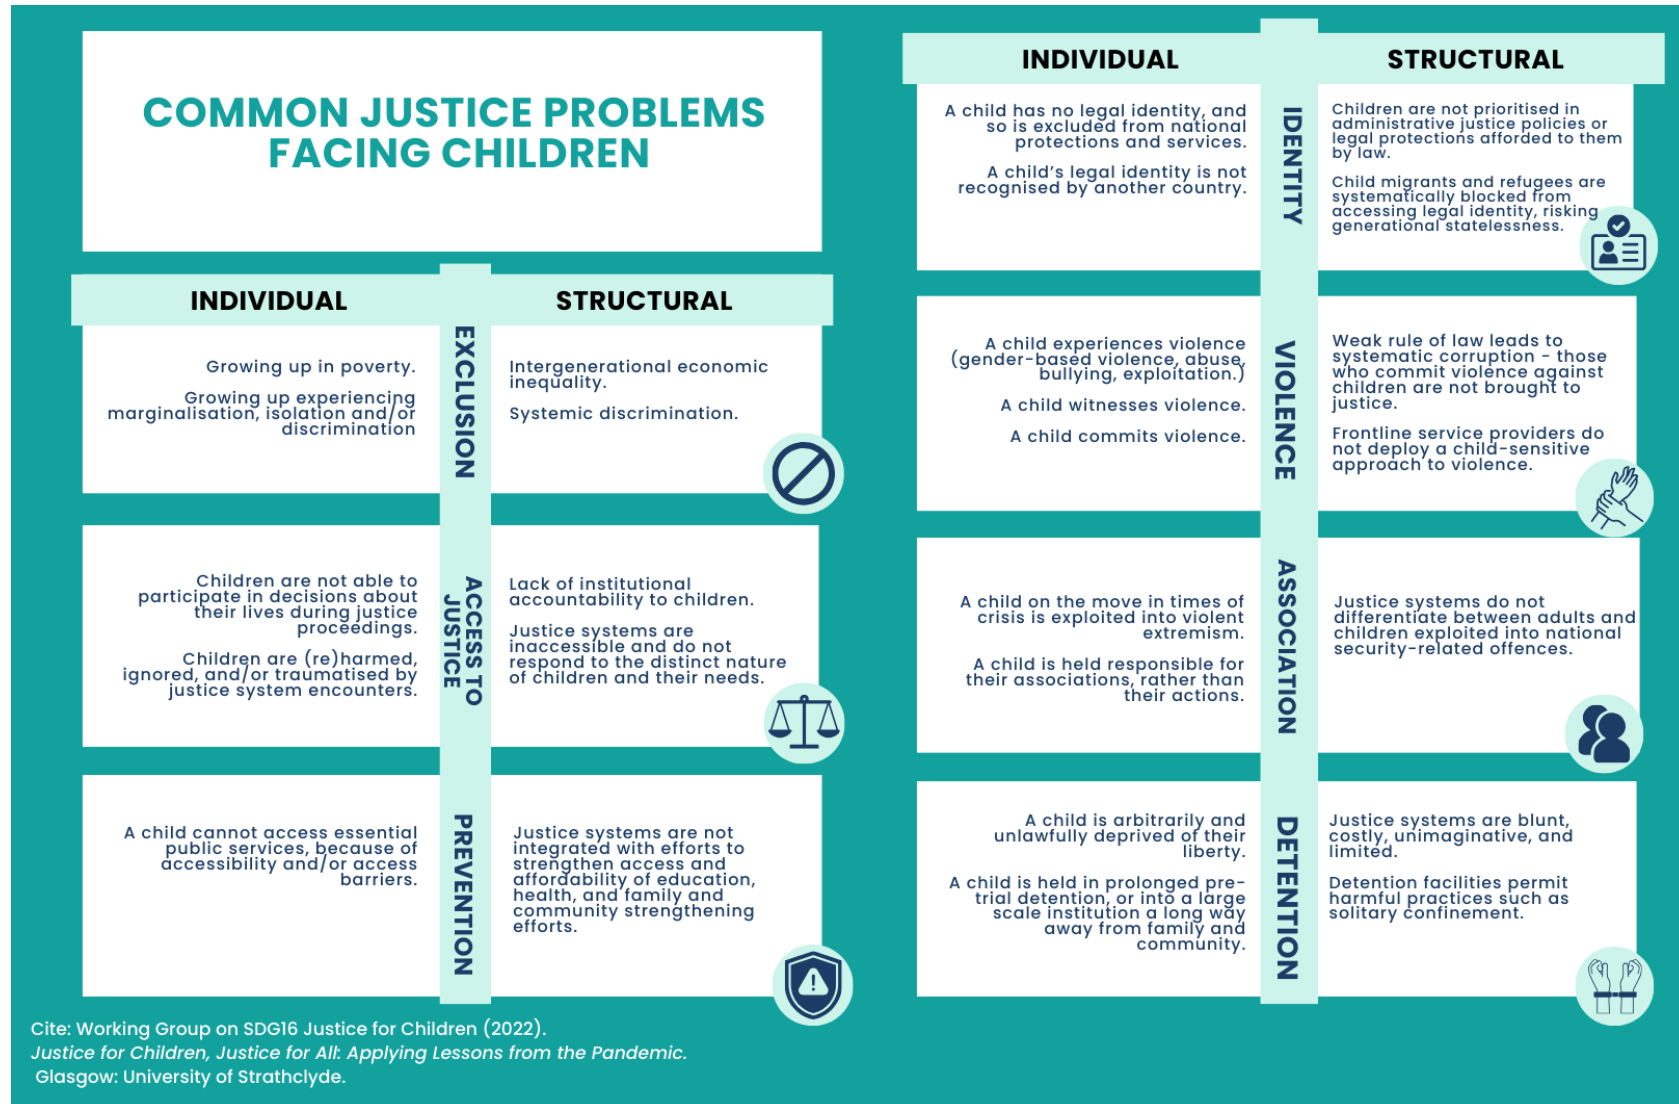 COMMON JUSTICE PROBLEMS
FACING CHILDREN
INDIVIDUAL
STRUCTURAL
EXCLUSION
Growing up in poverty.
Growing up experiencing
marginalisation, isolation and/or
discrimination
Intergenerational economic
inequality.
Systemic discrimination.
ACCESS TO
JUSTICE
Children are not able to
participate in decisions about
their lives during justice
proceedings.
Children are (re)harmed,
ignored, and/or traumatised by
justice system encounters.
Lack of institutional
accountability to children.
Justice systems are
inaccessible and do not
respond to the distinct nature
of children and their needs.
PREVENTION
A child cannot access essential
public services, because of
accessibility and/or access
barriers.
Justice systems are not
integrated with efforts to
strengthen access and
affordability of education,
health, and family and
community strengthening
efforts.
INDIVIDUAL
STRUCTURAL
IDENTITY
A child has no legal identity, and
so is excluded from national
protections and services.
A child's legal identity is not
recognised by another country.
Children are not prioritised in
administrative justice policies or
legal protections afforded to them
by law.
Child migrants and refugees are
systematically blocked from
accessing legal identity, risking
generational statelessness.
VIOLENCE
A child experiences violence
(gender-based violence, abuse,
bullying, exploitation.)
A child witnesses violence.
A child commits violence.
Weak rule of law leads to
systematic corruption - those
who commit violence against
children are not brought to
justice.
Frontline service providers do
not deploy a child-sensitive
approach to violence.
ASSOCIATION
A child on the move in times of
crisis is exploited into violent
extremism.
A child is held responsible for
their associations, rather than
their actions.
Justice systems do not
differentiate between adults and
children exploited into national
security-related offences.
DETENTION
A child is arbitrarily and
unlawfully deprived of their
liberty.
A child is held in prolonged pre-
trial detention, or into a large
scale institution a long way
away from family and
community.
Justice systems are blunt,
costly, unimaginative, and
limited.
Detention facilities permit
harmful practices such as
solitary confinement.
Cite: Working Group on SDG16 Justice for Children (2022).
Justice for Children, Justice for All: Applying Lessons from the Pandemic.
Glasgow: University of Strathclyde.